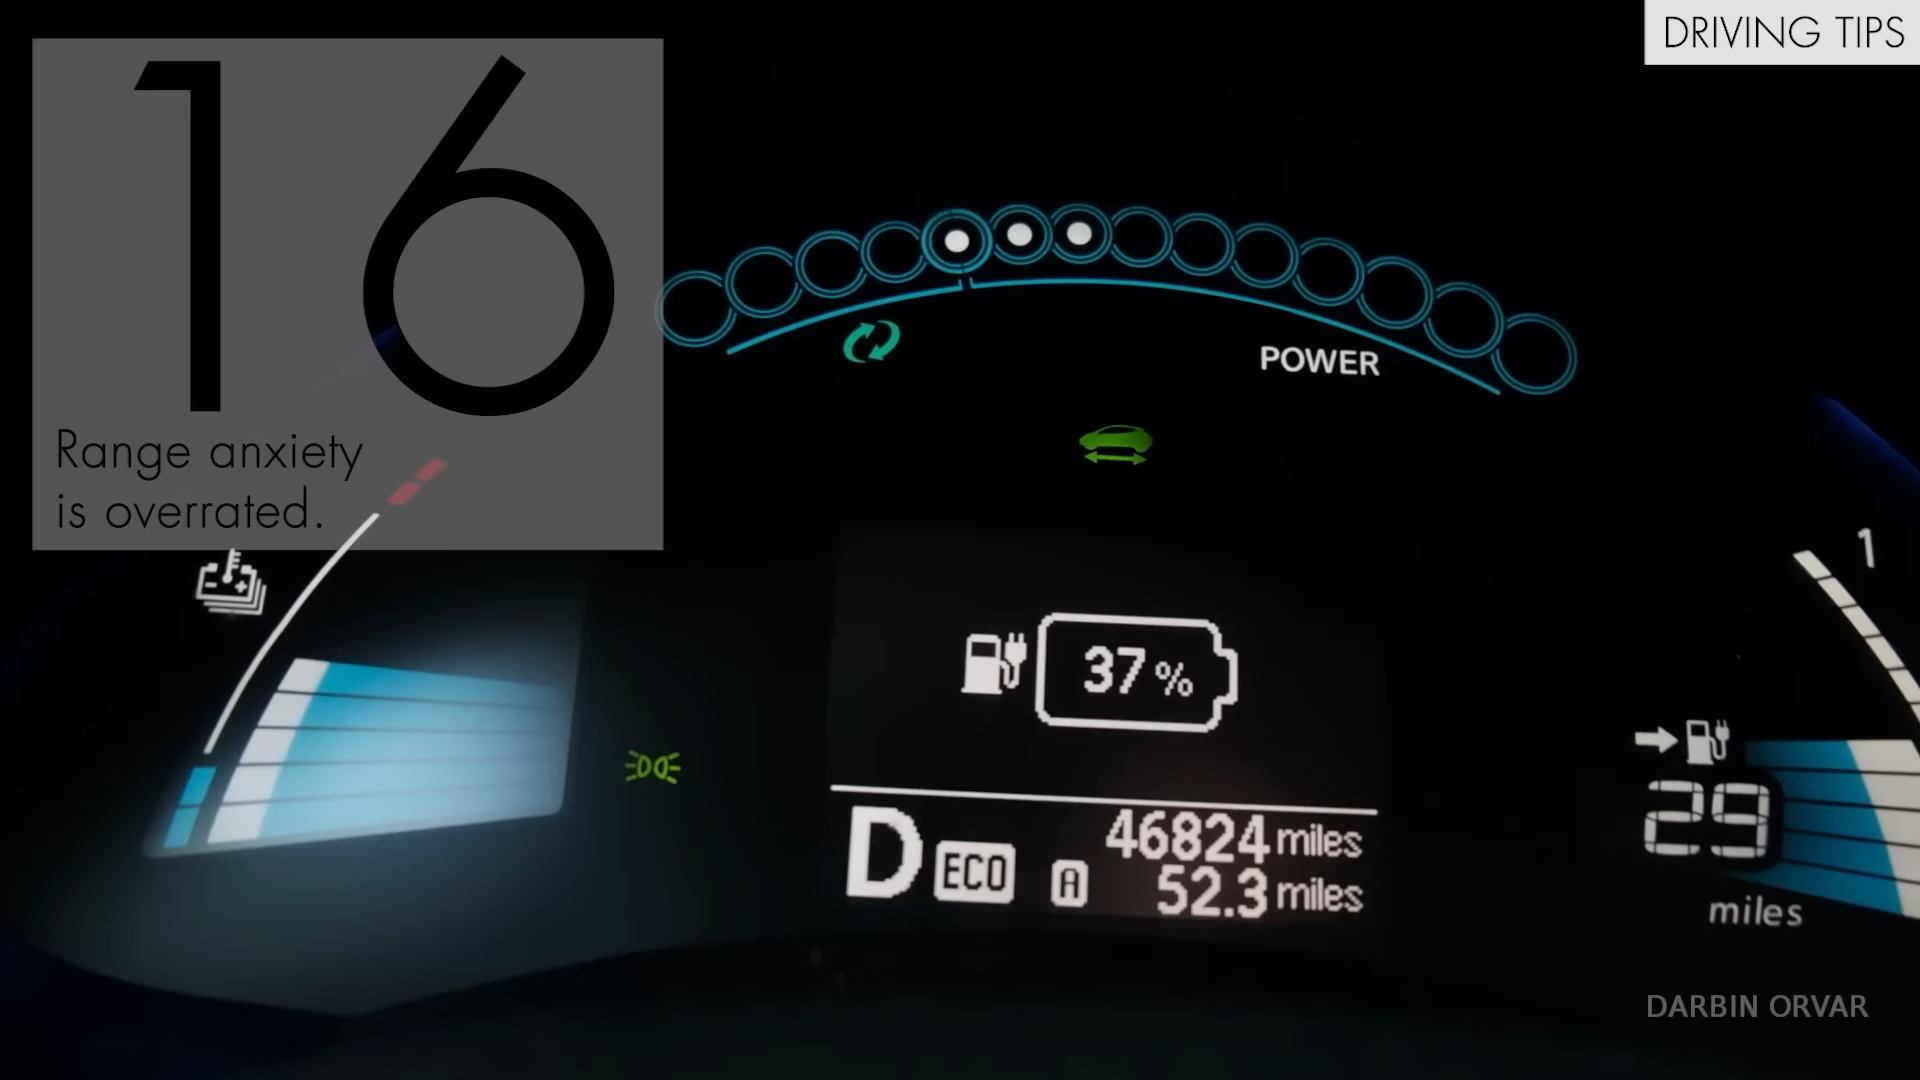 DRIVING TIPS
16
Range anxiety
is overrated.
POWER
1
37 %
29
miles
D ECO A 46824 miles
52.3 miles
DARBIN ORVAR